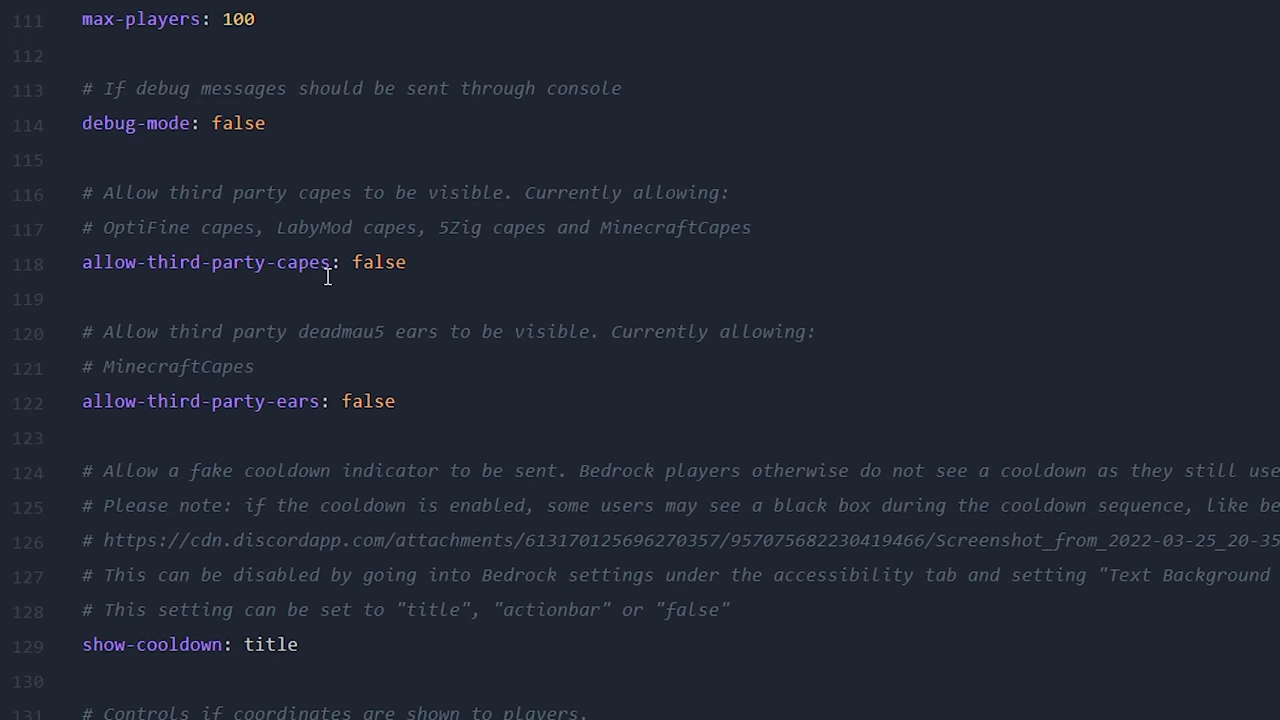 111 max-players: 100
112
113 # If debug messages should be sent through console
114 debug-mode: false
115
116 # Allow third party capes to be visible. Currently allowing:
117 # OptiFine capes, LabyMod capes, 5Zig capes and MinecraftCapes
118 allow-third-party-capes: false
119
120 # Allow third party deadmau5 ears to be visible. Currently allowing:
121 # MinecraftCapes
122 allow-third-party-ears: false
123
124 # Allow a fake cooldown indicator to be sent. Bedrock players otherwise do not see a cooldown as they still use
125 # Please note: if the cooldown is enabled, some users may see a black box during the cooldown sequence, like be
126 # https://cdn.discordapp.com/attachments/613170125696270357/957075682230419466/Screenshot_from_2022-03-25_20-35
127 # This can be disabled by going into Bedrock settings under the accessibility tab and setting "Text Background
128 # This setting can be set to "title", "actionbar" or "false"
129 show-cooldown: title
130
131 # Controls if coordinates are shown to players.